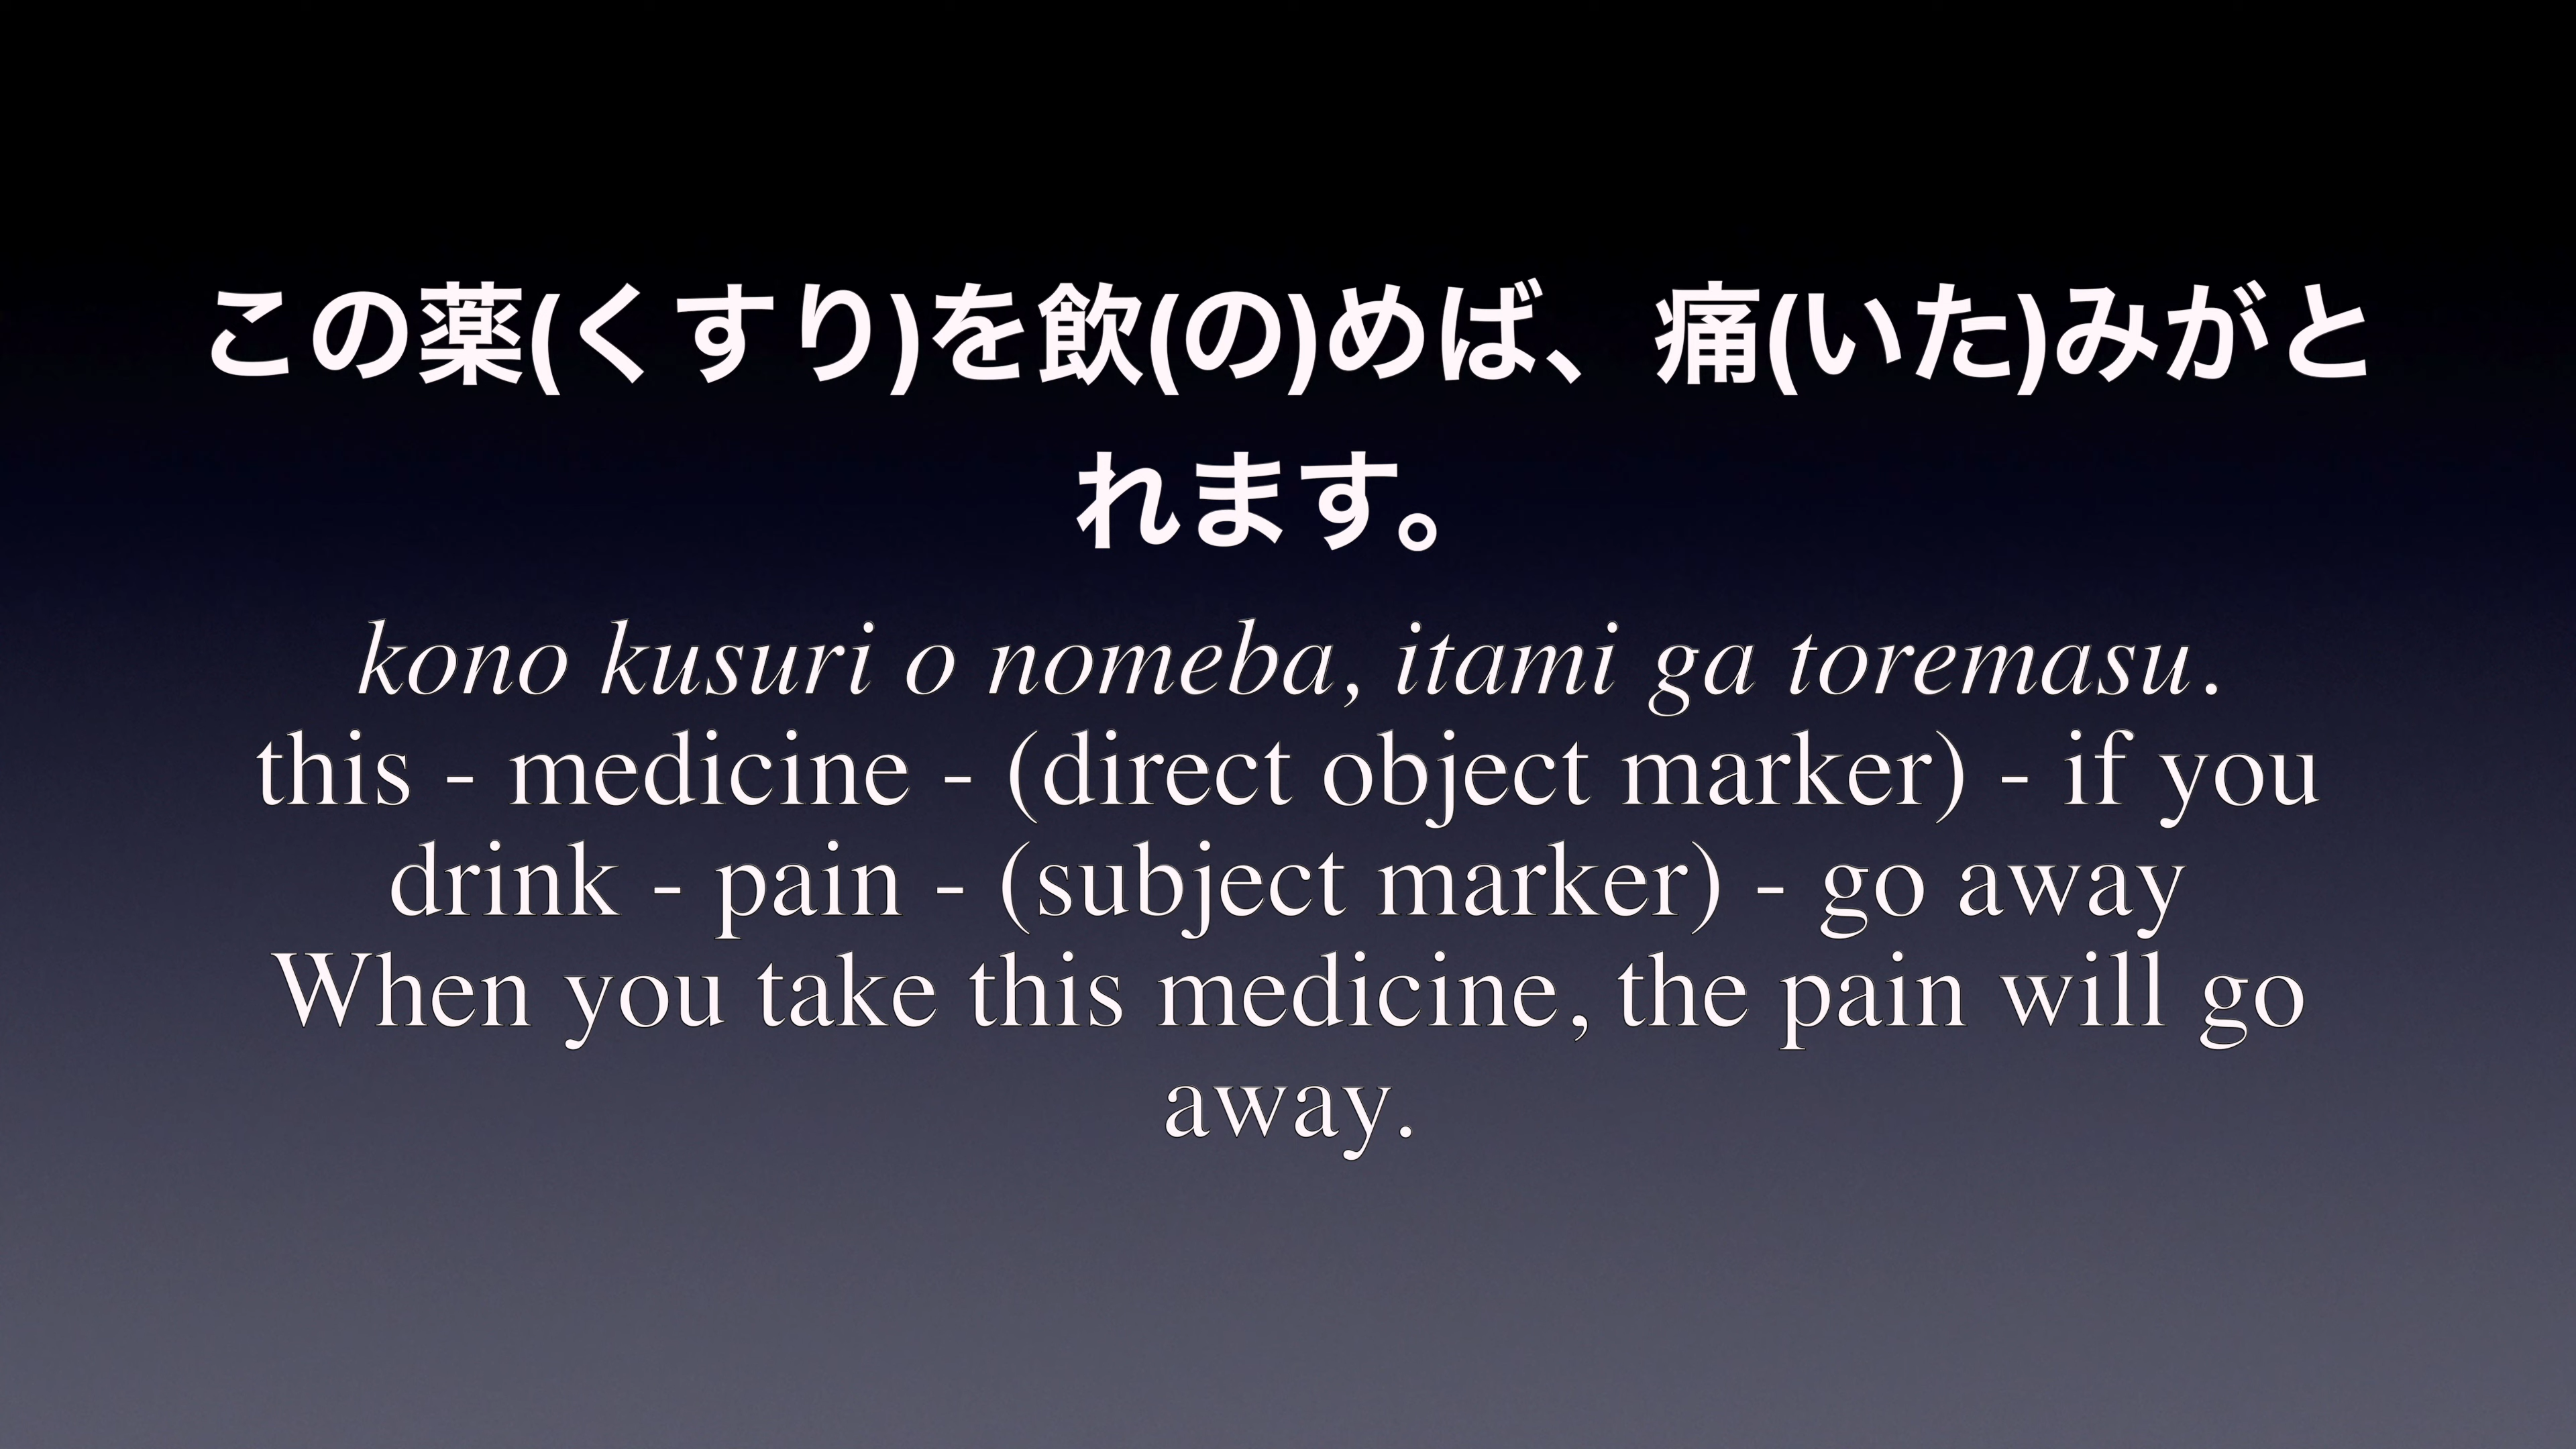 この薬(くすり)を飲(の)めば、痛(いた)みがと
れます。
kono kusuri o nomeba, itami ga toremasu.
this - medicine - (direct object marker) - if you
drink - pain - (subject marker) - go away
When you take this medicine, the pain will go
away.